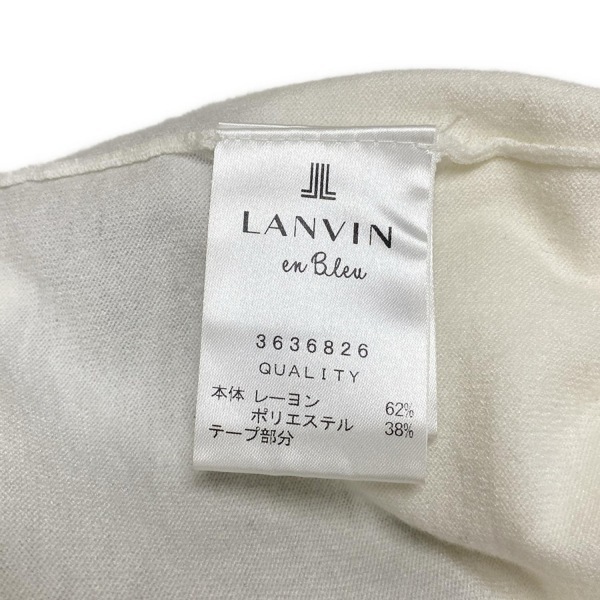 LANVIN
en Bleu
3636826
QUALITY
本体 レーヨン 62%
ポリエステル 38%
テープ部分